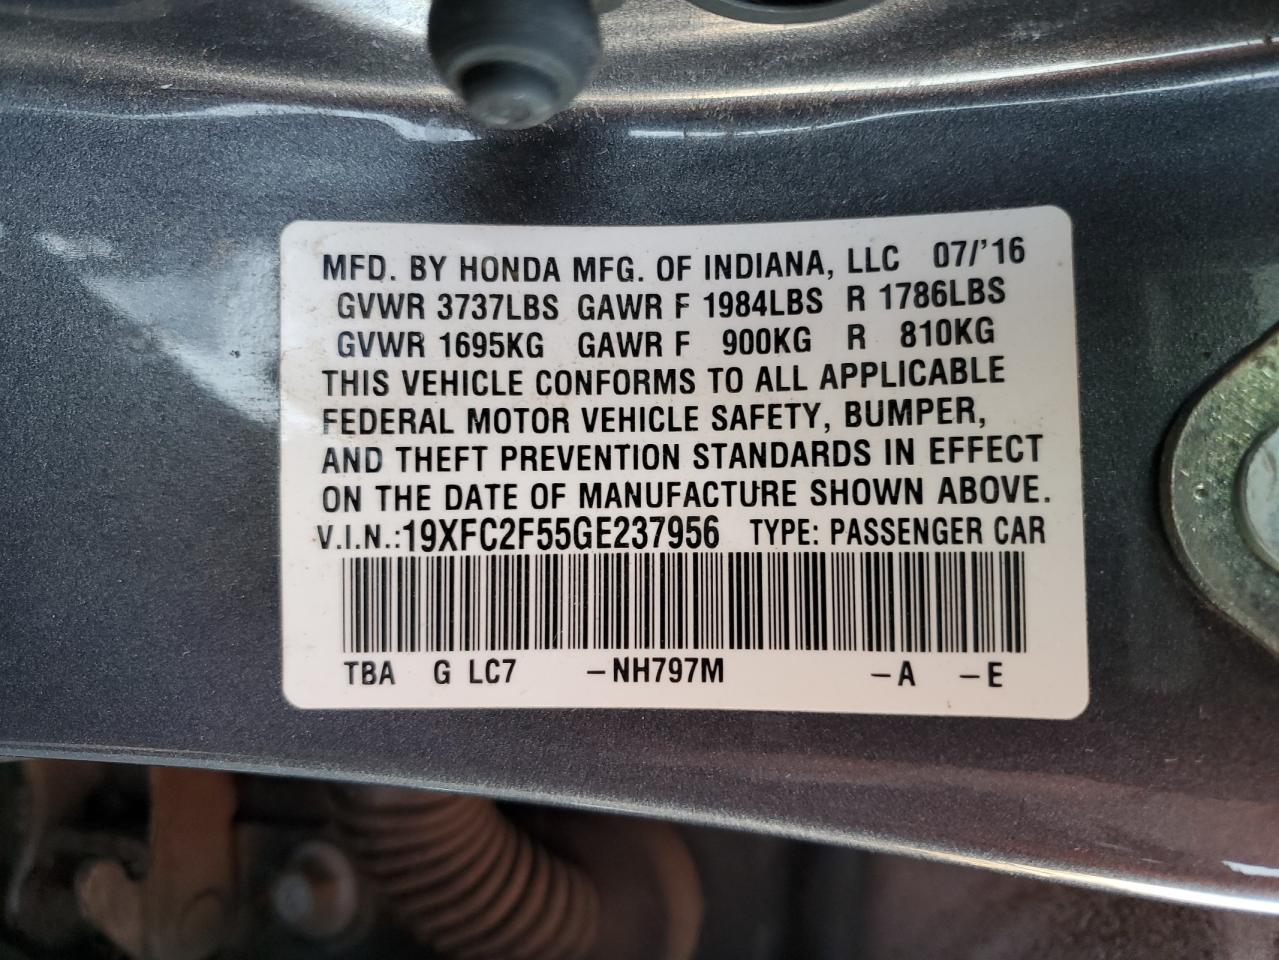 MFD. BY HONDA MFG. OF INDIANA, LLC 07/'16
GVWR 3737LBS GAWR F 1984LBS R 1786LBS
GVWR 1695KG GAWR F 900KG R 810KG
THIS VEHICLE CONFORMS TO ALL APPLICABLE
FEDERAL MOTOR VEHICLE SAFETY, BUMPER,
AND THEFT PREVENTION STANDARDS IN EFFECT
ON THE DATE OF MANUFACTURE SHOWN ABOVE.
V.I.N.:19XFC2F55GE237956 TYPE: PASSENGER CAR
TBA G LC7 –NH797M –A –E